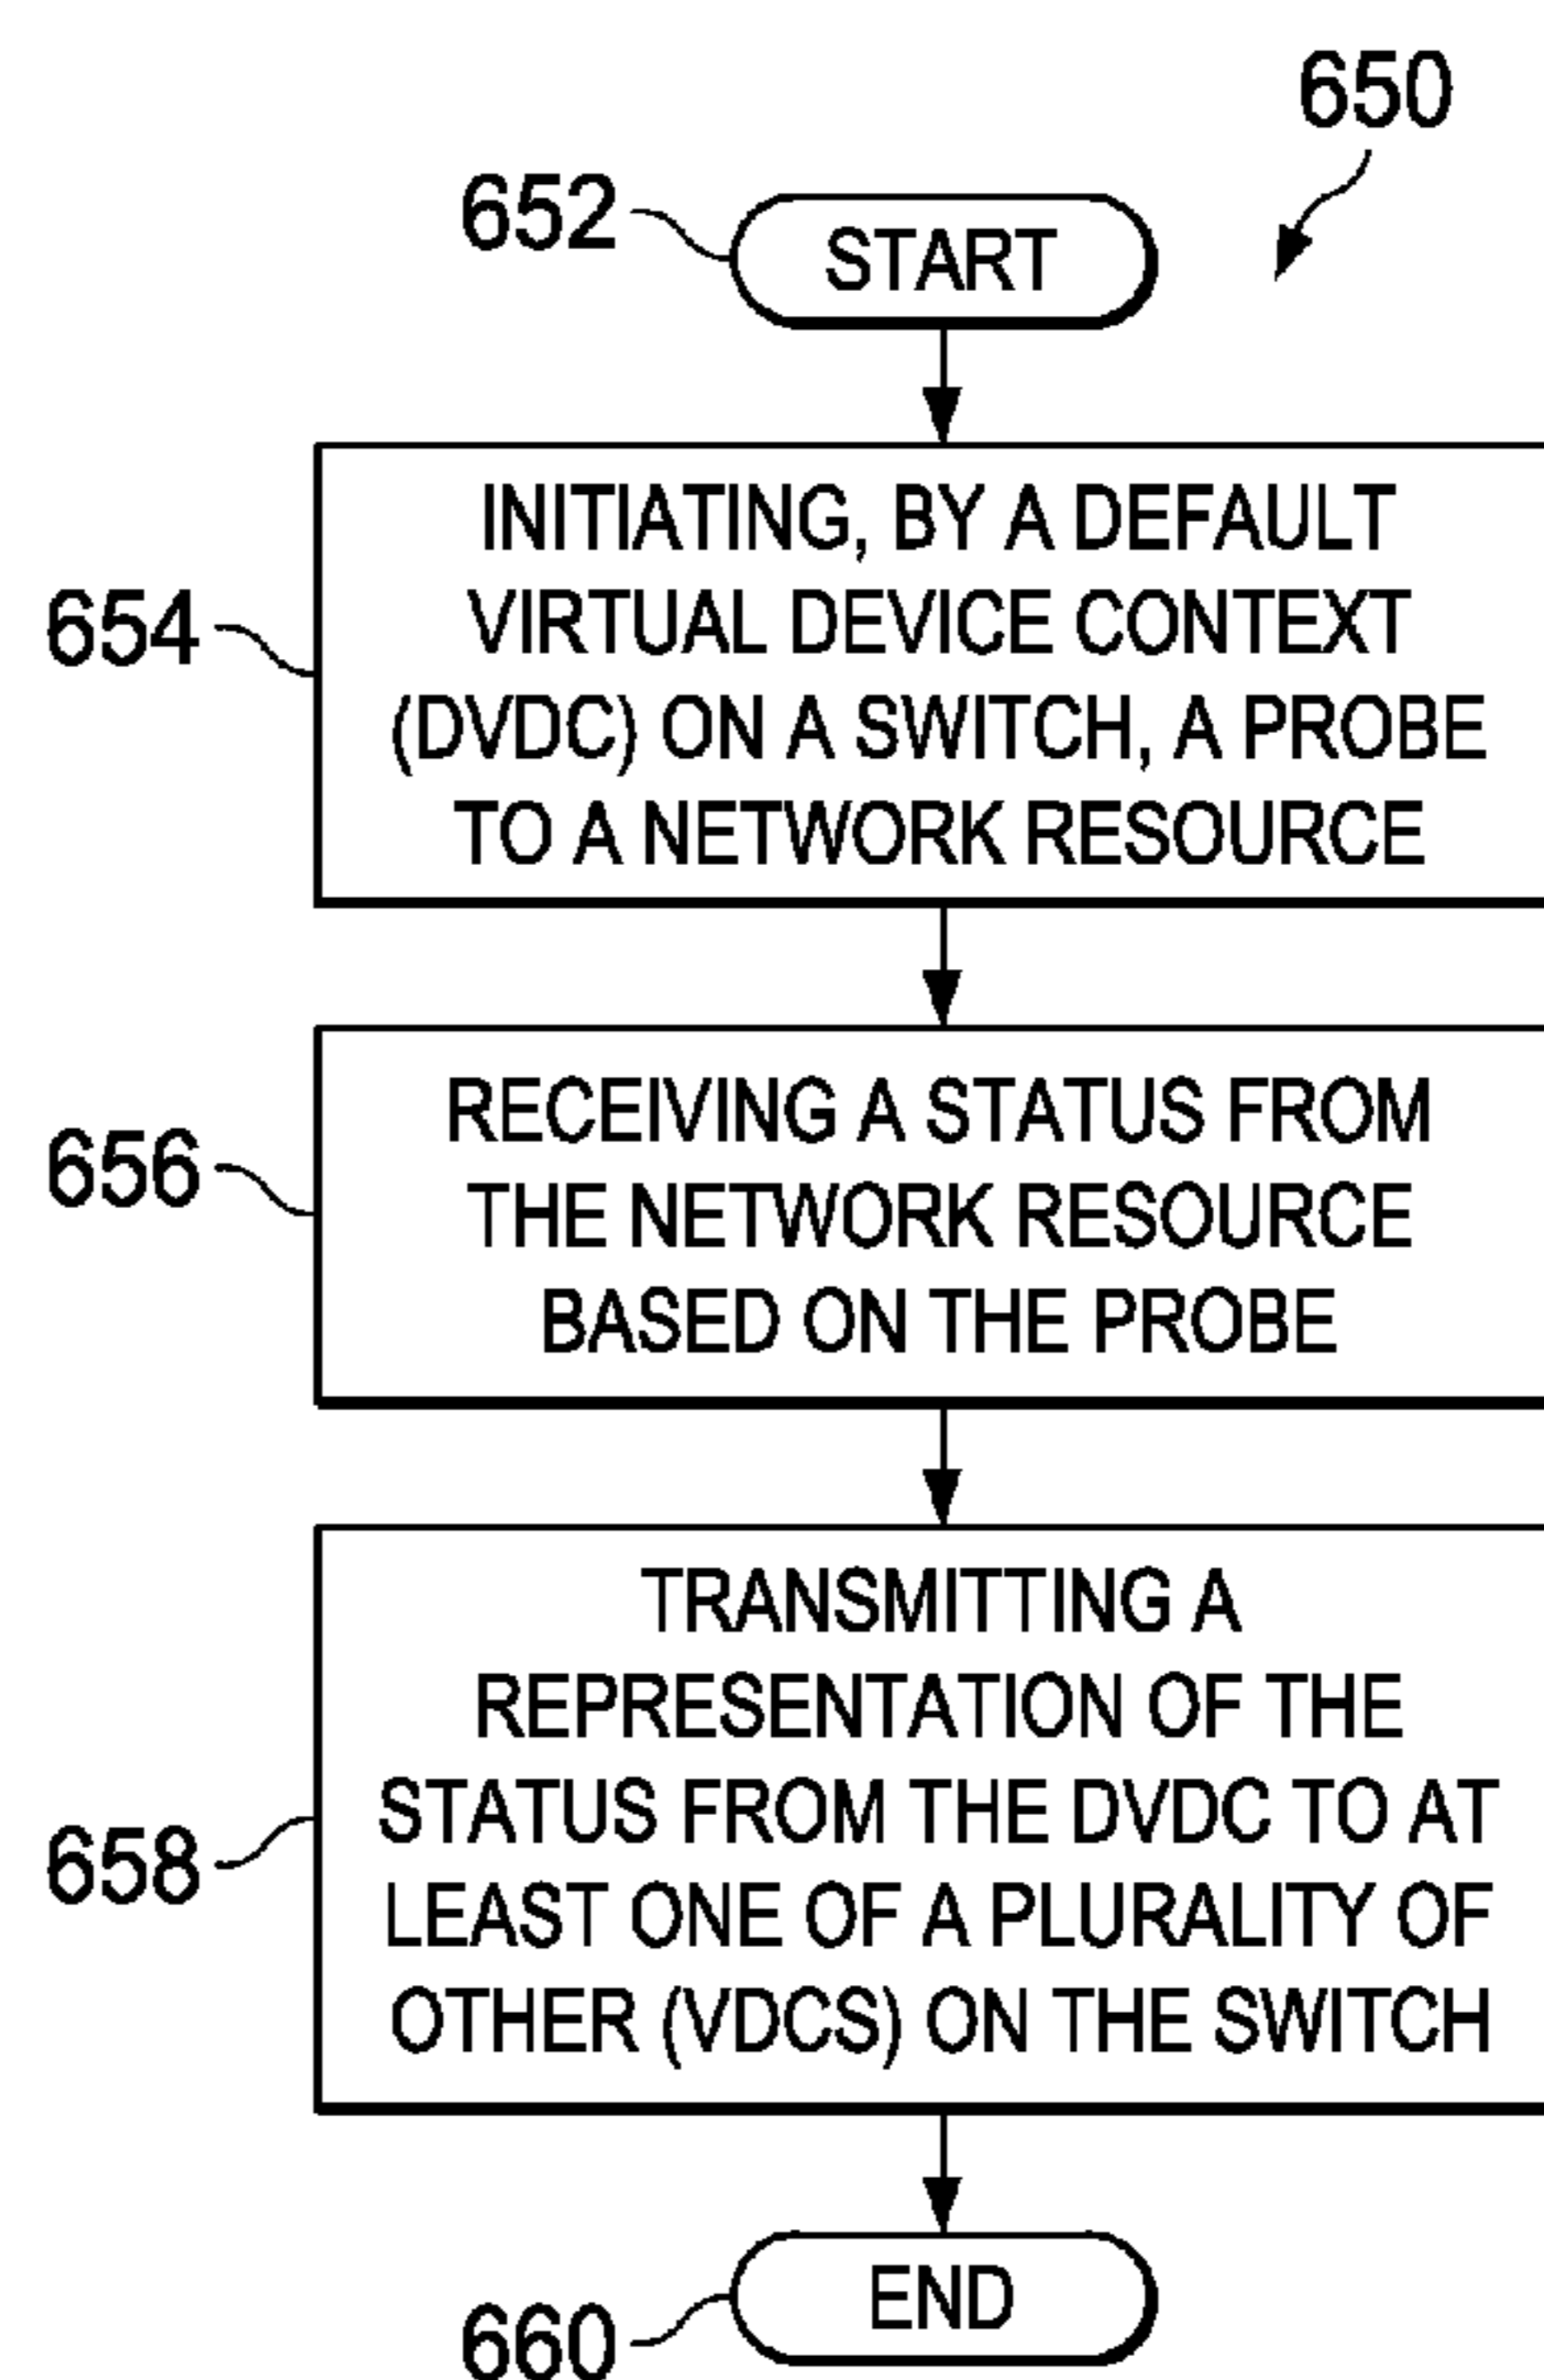 650
652
START
654
INITIATING, BY A DEFAULT
VIRTUAL DEVICE CONTEXT
(DVDC) ON A SWITCH, A PROBE
TO A NETWORK RESOURCE
656
RECEIVING A STATUS FROM
THE NETWORK RESOURCE
BASED ON THE PROBE
658
TRANSMITTING A
REPRESENTATION OF THE
STATUS FROM THE DVDC TO AT
LEAST ONE OF A PLURALITY OF
OTHER (VDCS) ON THE SWITCH
660
END